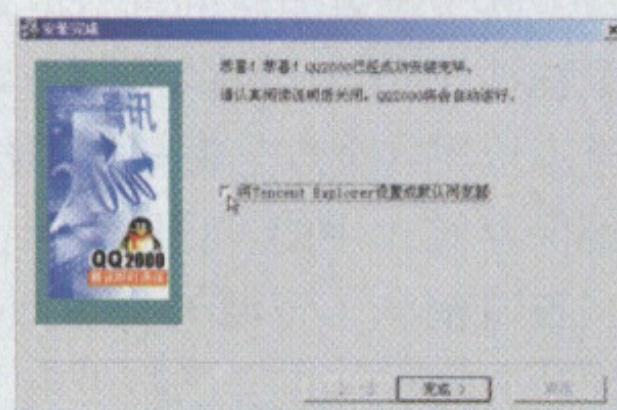 安装完成
恭喜！恭喜！QQ2000已经成功安装完毕。
请认真阅读说明后关闭。QQ2000将会自动运行。
将Tencent Explorer设置成默认浏览器
讯
QQ2000
完成 >